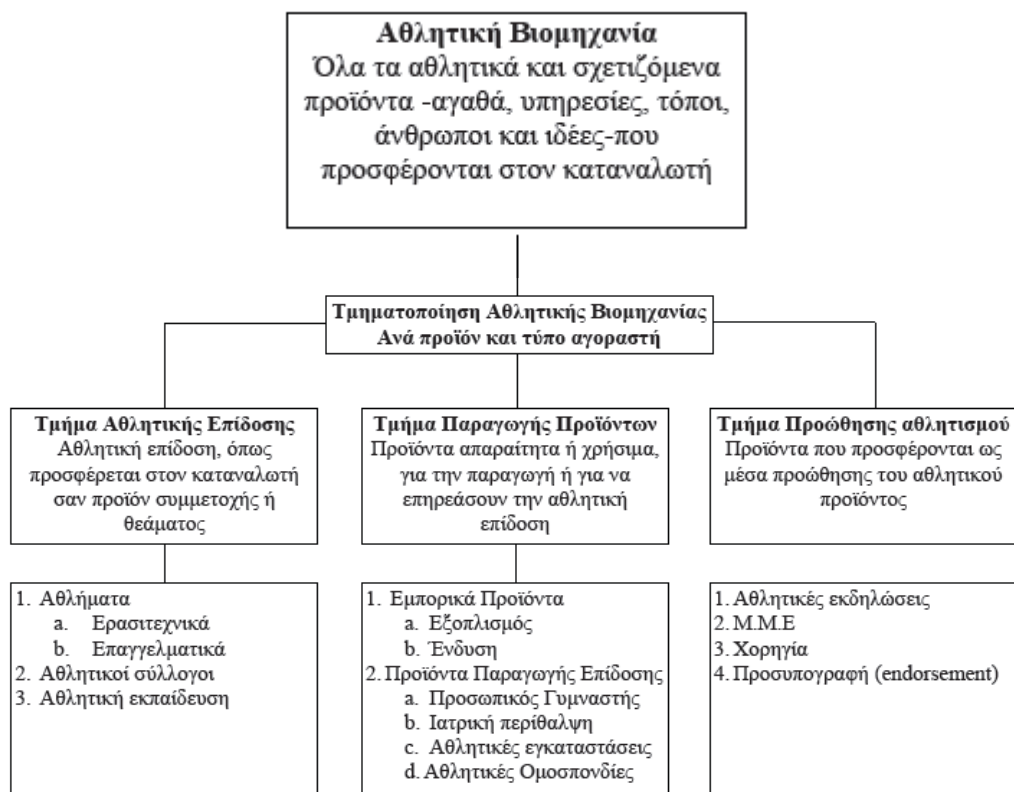 Αθλητική Βιομηχανία
Όλα τα αθλητικά και σχετιζόμενα
προϊόντα -αγαθά, υπηρεσίες, τόποι,
άνθρωποι και ιδέες-που
προσφέρονται στον καταναλωτή
Τμηματοποίηση Αθλητικής Βιομηχανίας
Ανά προϊόν και τύπο αγοραστή
Τμήμα Αθλητικής Επίδοσης
Αθλητική επίδοση, όπως
προσφέρεται στον καταναλωτή
σαν προϊόν συμμετοχής ή
θεάματος
Τμήμα Παραγωγής Προϊόντων
Προϊόντα απαραίτητα ή χρήσιμα,
για την παραγωγή ή για να
επηρεάσουν την αθλητική
επίδοση
Τμήμα Προώθησης αθλητισμού
Προϊόντα που προσφέρονται ως
μέσα προώθησης του αθλητικού
προϊόντος
1. Αθλήματα
a. Ερασιτεχνικά
b. Επαγγελματικά
2. Αθλητικοί σύλλογοι
3. Αθλητική εκπαίδευση
1. Εμπορικά Προϊόντα
a. Εξοπλισμός
b. Ένδυση
2. Προϊόντα Παραγωγής Επίδοσης
a. Προσωπικός Γυμναστής
b. Ιατρική περίθαλψη
c. Αθλητικές εγκαταστάσεις
d. Αθλητικές Ομοσπονδίες
1. Αθλητικές εκδηλώσεις
2. Μ.Μ.Ε
3. Χορηγία
4. Προσυπογραφή (endorsement)